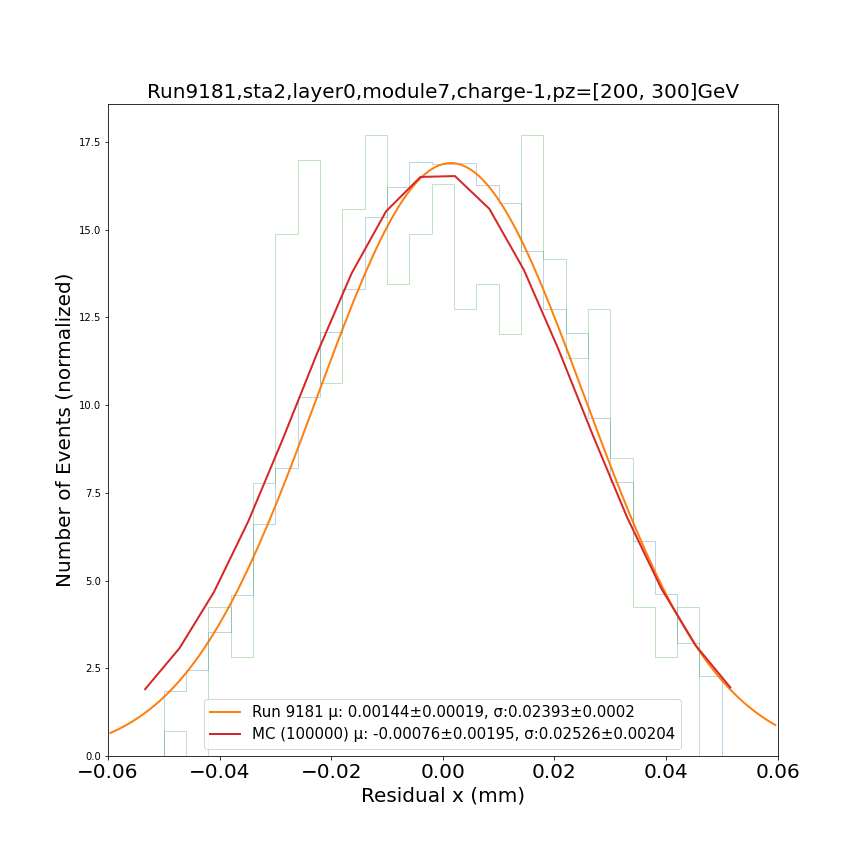 Run9181,sta2,layer0,module7,charge-1,pz=[200, 300]GeV
Number of Events (normalized)
17.5
15.0
12.5
10.0
7.5
5.0
2.5
0.0
Run 9181 μ: 0.00144±0.00019, σ:0.02393±0.0002
MC (100000) μ: -0.00076±0.00195, σ:0.02526±0.00204
−0.06 −0.04 −0.02 0.00 0.02 0.04 0.06
Residual x (mm)